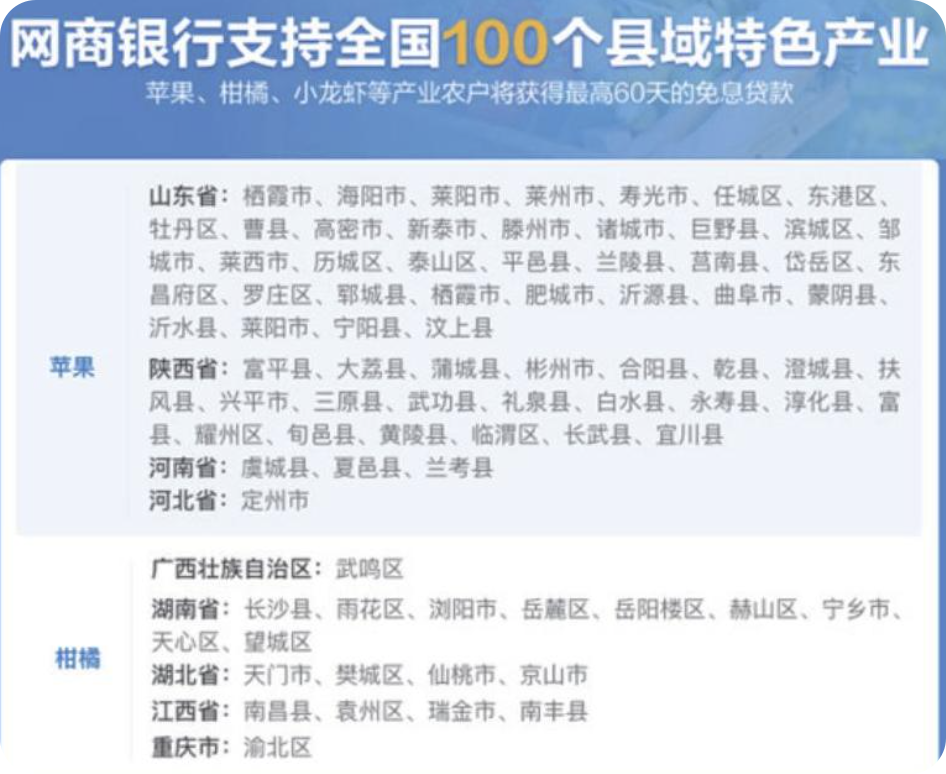 网商银行支持全国100个县域特色产业
苹果、柑橘、小龙虾等产业农户将获得最高60天的免息贷款
苹果
山东省：栖霞市、海阳市、莱阳市、莱州市、寿光市、任城区、东港区、
牡丹区、曹县、高密市、新泰市、滕州市、诸城市、巨野县、滨城区、邹
城市、莱西市、历城区、泰山区、平邑县、兰陵县、莒南县、岱岳区、东
昌府区、罗庄区、郓城县、栖霞市、肥城市、沂源县、曲阜市、蒙阴县、
沂水县、莱阳市、宁阳县、汶上县
陕西省：富平县、大荔县、蒲城县、彬州市、合阳县、乾县、澄城县、扶
风县、兴平市、三原县、武功县、礼泉县、白水县、永寿县、淳化县、富
县、耀州区、旬邑县、黄陵县、临渭区、长武县、宜川县
河南省：虞城县、夏邑县、兰考县
河北省：定州市
柑橘
广西壮族自治区：武鸣区
湖南省：长沙县、雨花区、浏阳市、岳麓区、岳阳楼区、赫山区、宁乡市、
天心区、望城区
湖北省：天门市、樊城区、仙桃市、京山市
江西省：南昌县、袁州区、瑞金市、南丰县
重庆市：渝北区